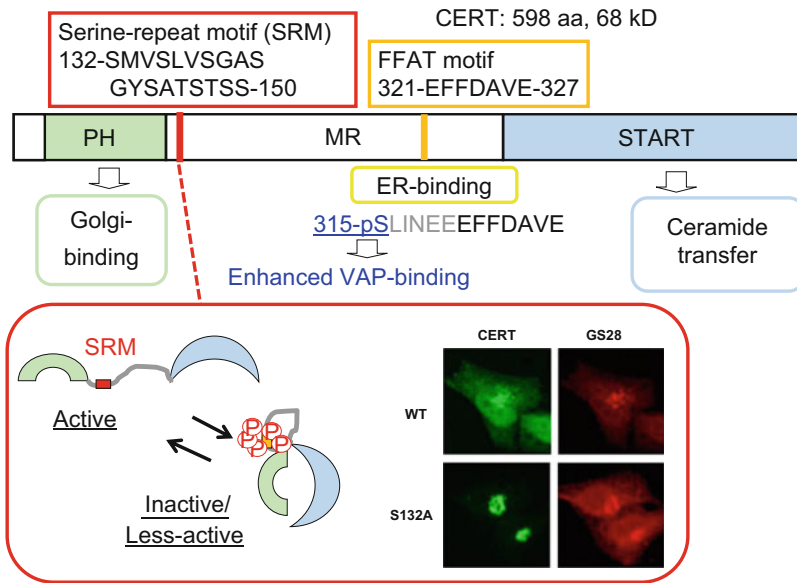 CERT: 598 aa, 68 kD
Serine-repeat motif (SRM)
132-SMVSLVSGAS
GYSATSTSS-150
FFAT motif
321-EFFDAVE-327
PH
MR
START
Golgi-
binding
ER-binding
315-pSLINEEEFFDAVE
Enhanced VAP-binding
Ceramide
transfer
SRM
Active
P
P
P
P
P
Inactive/
Less-active
CERT
GS28
WT
S132A